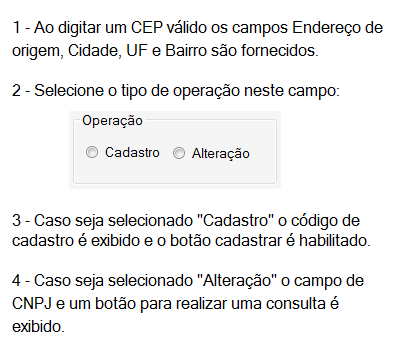 1 - Ao digitar um CEP válido os campos Endereço de
origem, Cidade, UF e Bairro são fornecidos.
2 - Selecione o tipo de operação neste campo:
Operação
Cadastro Alteração
3 - Caso seja selecionado "Cadastro" o código de
cadastro é exibido e o botão cadastrar é habilitado.
4 - Caso seja selecionado "Alteração" o campo de
CNPJ e um botão para realizar uma consulta é
exibido.